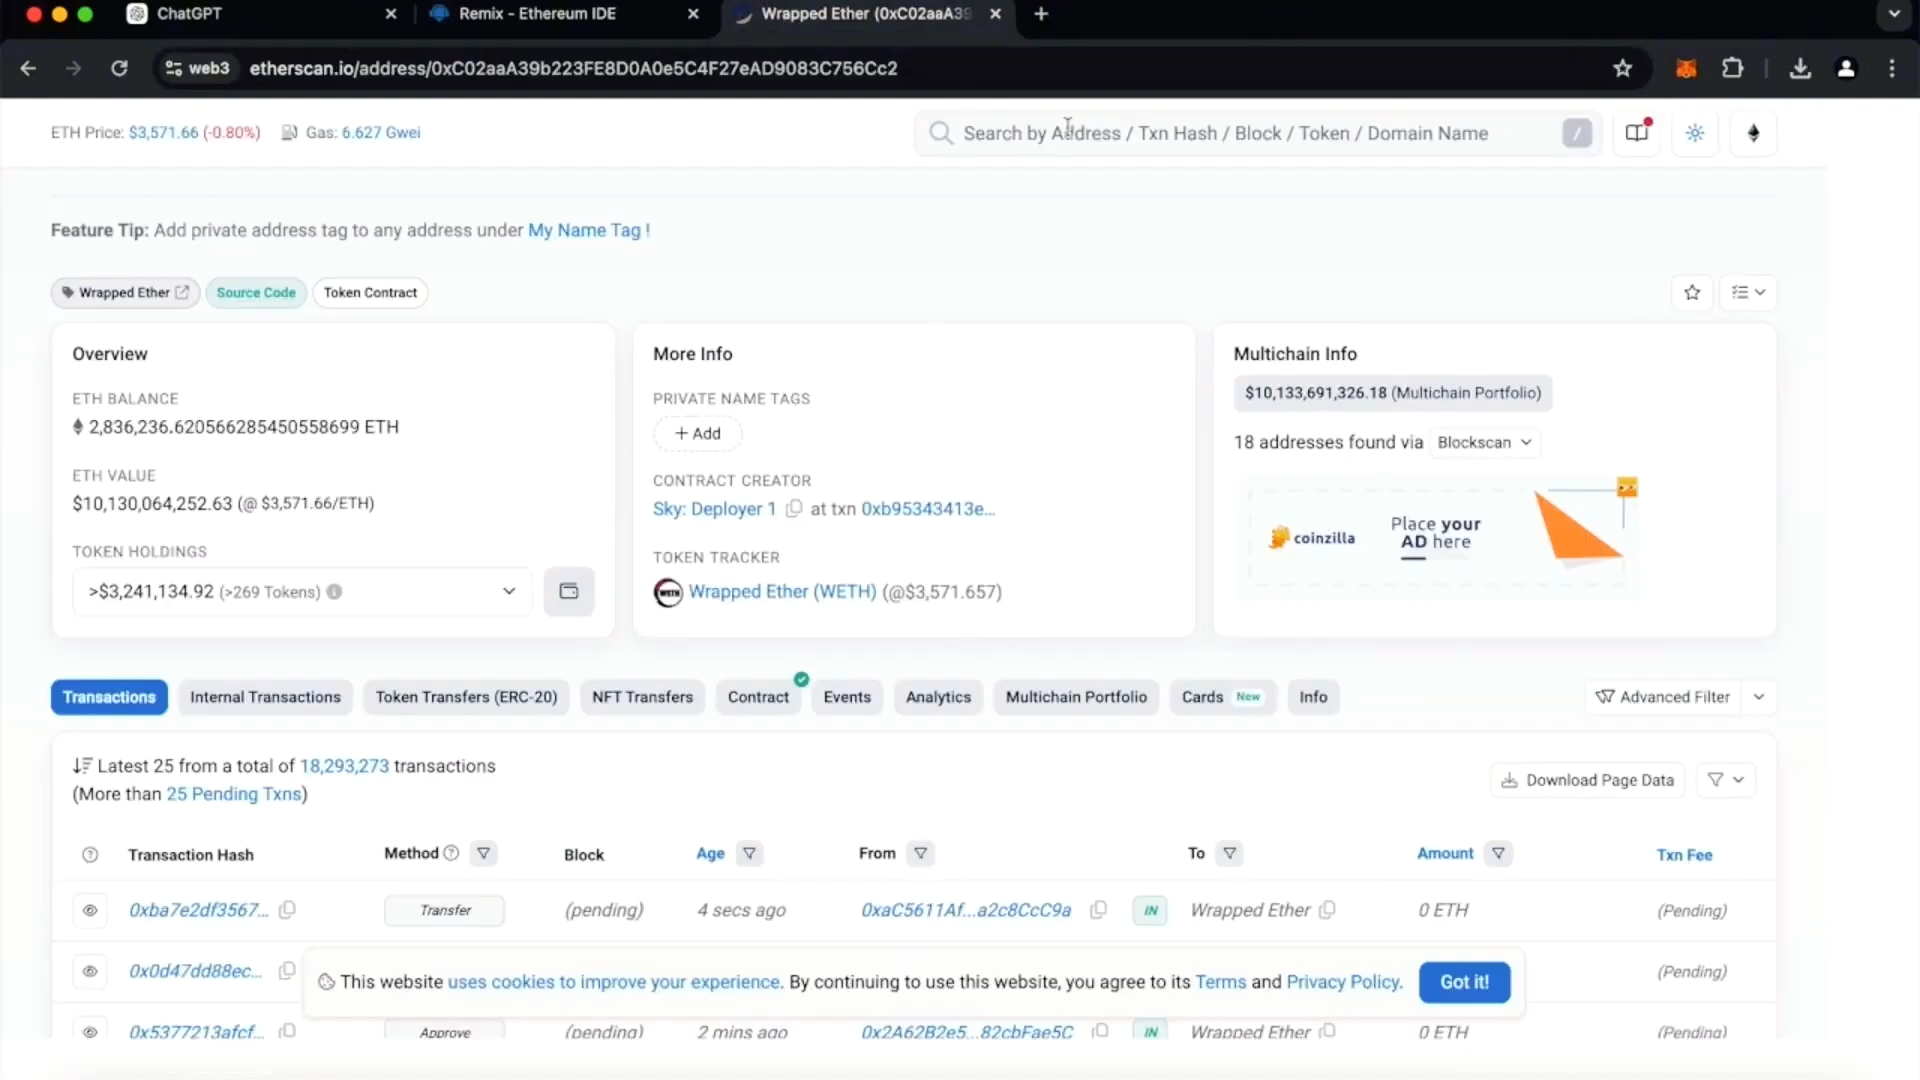 ChatGPT
Remix - Ethereum IDE
Wrapped Ether (0xC02aaA39
web3
etherscan.io/address/0xC02aaA39b223FE8D0A0e5C4F27eAD9083C756Cc2
ETH Price: $3,571.66 (-0.80%)
Gas: 6.627 Gwei
Search by Address / Txn Hash / Block / Token / Domain Name
/
Feature Tip: Add private address tag to any address under My Name Tag !
Wrapped Ether
Source Code
Token Contract
Overview
ETH BALANCE
2,836,236.620566285450558699 ETH
ETH VALUE
$10,130,064,252.63 (@ $3,571.66/ETH)
TOKEN HOLDINGS
>$3,241,134.92 (>269 Tokens)
More Info
PRIVATE NAME TAGS
+ Add
CONTRACT CREATOR
Sky: Deployer 1 at txn 0xb95343413e...
TOKEN TRACKER
WETH
Wrapped Ether (WETH) (@$3,571.657)
Multichain Info
$10,133,691,326.18 (Multichain Portfolio)
18 addresses found via Blockscan
coinzilla
Place your
AD here
Transactions
Internal Transactions
Token Transfers (ERC-20)
NFT Transfers
Contract
Events
Analytics
Multichain Portfolio
Cards New
Info
Advanced Filter
Latest 25 from a total of 18,293,273 transactions
(More than 25 Pending Txns)
Download Page Data
Transaction Hash Method Block Age From To Amount Txn Fee
0xba7e2df3567... Transfer (pending) 4 secs ago 0xaC5611Af...a2c8CcC9a IN Wrapped Ether 0 ETH (Pending)
0x0d47dd88ec... (Pending)
This website uses cookies to improve your experience. By continuing to use this website, you agree to its Terms and Privacy Policy.
Got it!
0x5377213afcf... Approve (pending) 2 mins ago 0x2A62B2e5...82cbFae5C IN Wrapped Ether 0 ETH (Pending)